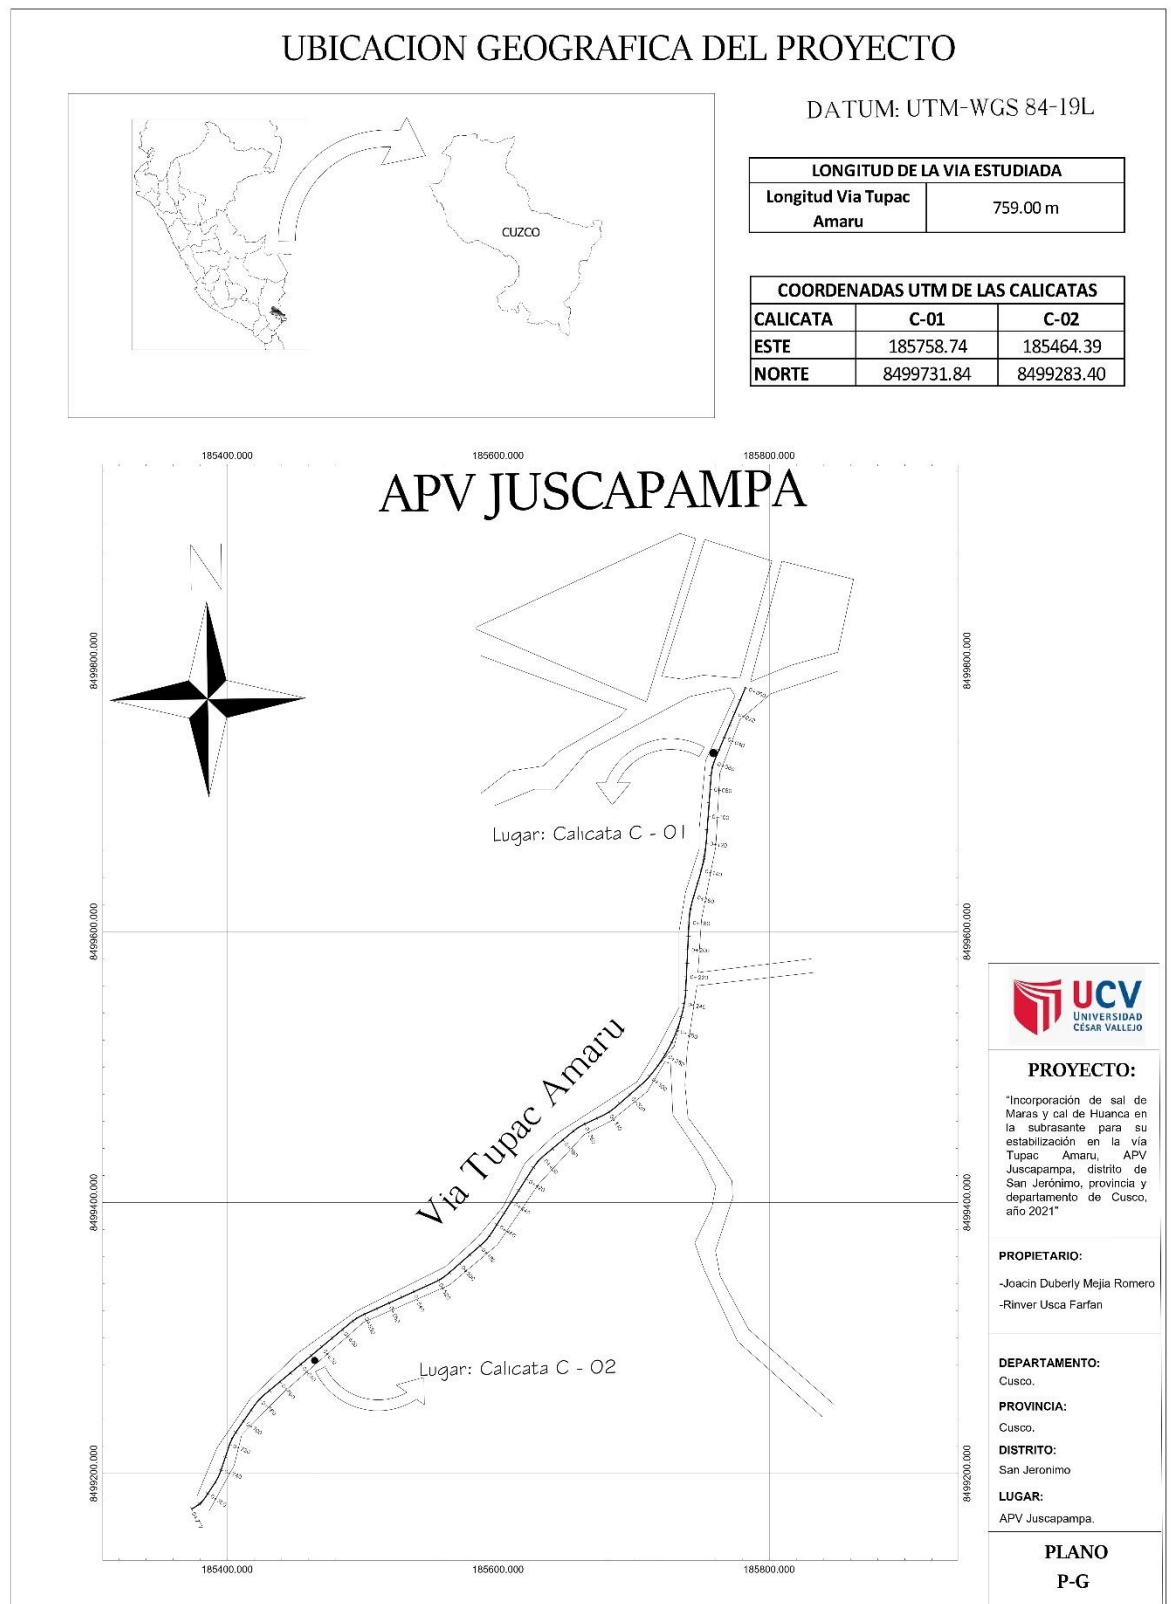 UBICACION GEOGRAFICA DEL PROYECTO
DATUM: UTM-WGS 84-19L
CUZCO
LONGITUD DE LA VIA ESTUDIADA
Longitud Via Tupac
Amaru
759.00 m
COORDENADAS UTM DE LAS CALICATAS
CALICATA C-01 C-02
ESTE 185758.74 185464.39
NORTE 8499731.84 8499283.40
185400.000 185600.000 185800.000
APV JUSCAPAMPA
N
8499800.000 8499800.000
Lugar: Calicata C - 01
8499600.000 8499600.000
Via Tupac Amaru
8499400.000 8499400.000
Lugar: Calicata C - 02
8499200.000 8499200.000
185400.000 185600.000 185800.000
UCV
UNIVERSIDAD
CÉSAR VALLEJO
PROYECTO:
"Incorporación de sal de
Maras y cal de Huanca en
la subrasante para su
estabilización en la vía
Tupac Amaru, APV
Juscapampa, distrito de
San Jerónimo, provincia y
departamento de Cusco,
año 2021"
PROPIETARIO:
-Joacin Duberly Mejia Romero
-Rinver Usca Farfan
DEPARTAMENTO:
Cusco.
PROVINCIA:
Cusco.
DISTRITO:
San Jeronimo
LUGAR:
APV Juscapampa.
PLANO
P-G